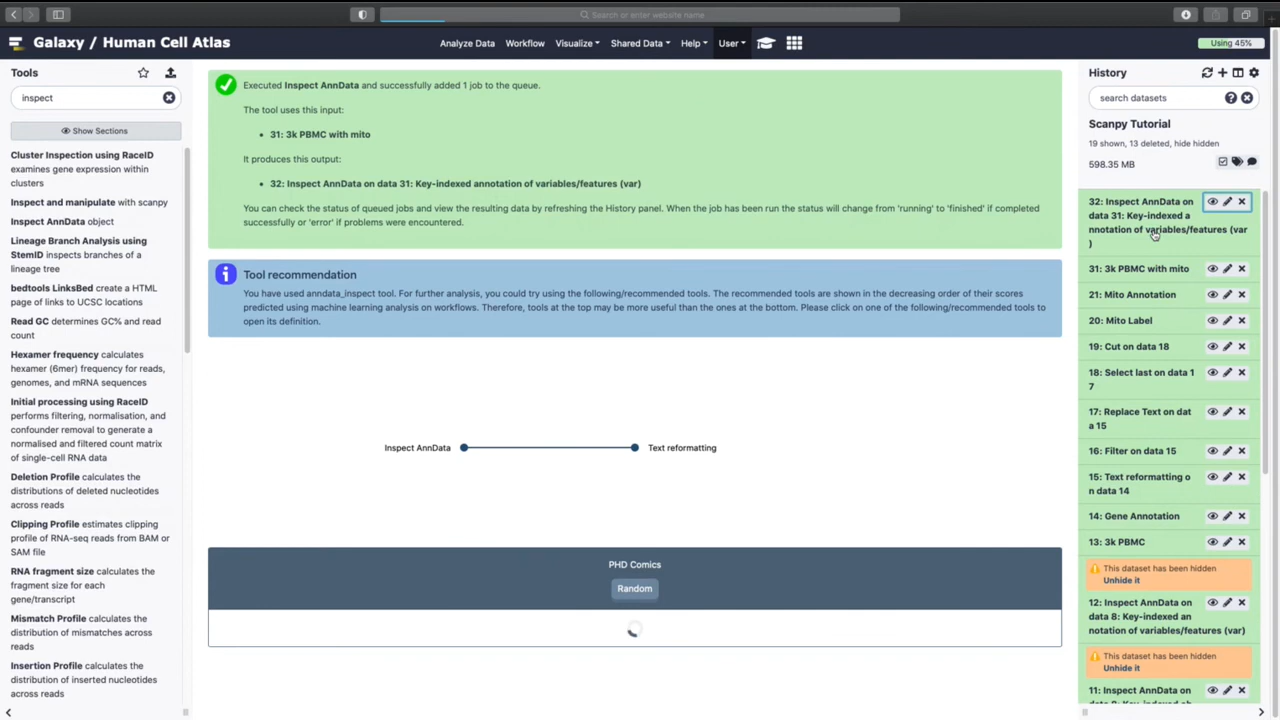 Search or enter website name
Galaxy / Human Cell Atlas
Analyze Data
Workflow
Visualize
Shared Data
Help
User
Using 45%
Tools
inspect
Show Sections
Cluster Inspection using RaceID
examines gene expression within
clusters
Inspect and manipulate with scanpy
Inspect AnnData object
Lineage Branch Analysis using
StemID inspects branches of a
lineage tree
bedtools LinksBed create a HTML
page of links to UCSC locations
Read GC determines GC% and read
count
Hexamer frequency calculates
hexamer (6mer) frequency for reads,
genomes, and mRNA sequences
Initial processing using RaceID
performs filtering, normalisation, and
confounder removal to generate a
normalised and filtered count matrix
of single-cell RNA data
Deletion Profile calculates the
distributions of deleted nucleotides
across reads
Clipping Profile estimates clipping
profile of RNA-seq reads from BAM or
SAM file
RNA fragment size calculates the
fragment size for each
gene/transcript
Mismatch Profile calculates the
distribution of mismatches across
reads
Insertion Profile calculates the
distribution of inserted nucleotides
across reads
Executed Inspect AnnData and successfully added 1 job to the queue.
The tool uses this input:
• 31: 3k PBMC with mito
It produces this output:
• 32: Inspect AnnData on data 31: Key-indexed annotation of variables/features (var)
You can check the status of queued jobs and view the resulting data by refreshing the History panel. When the job has been run the status will change from 'running' to 'finished' if completed
successfully or 'error' if problems were encountered.
Tool recommendation
You have used anndata_inspect tool. For further analysis, you could try using the following/recommended tools. The recommended tools are shown in the decreasing order of their scores
predicted using machine learning analysis on workflows. Therefore, tools at the top may be more useful than the ones at the bottom. Please click on one of the following/recommended tools to
open its definition.
Inspect AnnData
Text reformatting
PHD Comics
Random
History
search datasets
Scanpy Tutorial
19 shown, 13 deleted, hide hidden
598.35 MB
32: Inspect AnnData on
data 31: Key-indexed a
nnotation of variables/features (var
)
31: 3k PBMC with mito
21: Mito Annotation
20: Mito Label
19: Cut on data 18
18: Select last on data 1
7
17: Replace Text on dat
a 15
16: Filter on data 15
15: Text reformatting o
n data 14
14: Gene Annotation
13: 3k PBMC
This dataset has been hidden
Unhide it
12: Inspect AnnData on
data 8: Key-indexed an
notation of variables/features (var)
This dataset has been hidden
Unhide it
11: Inspect AnnData on